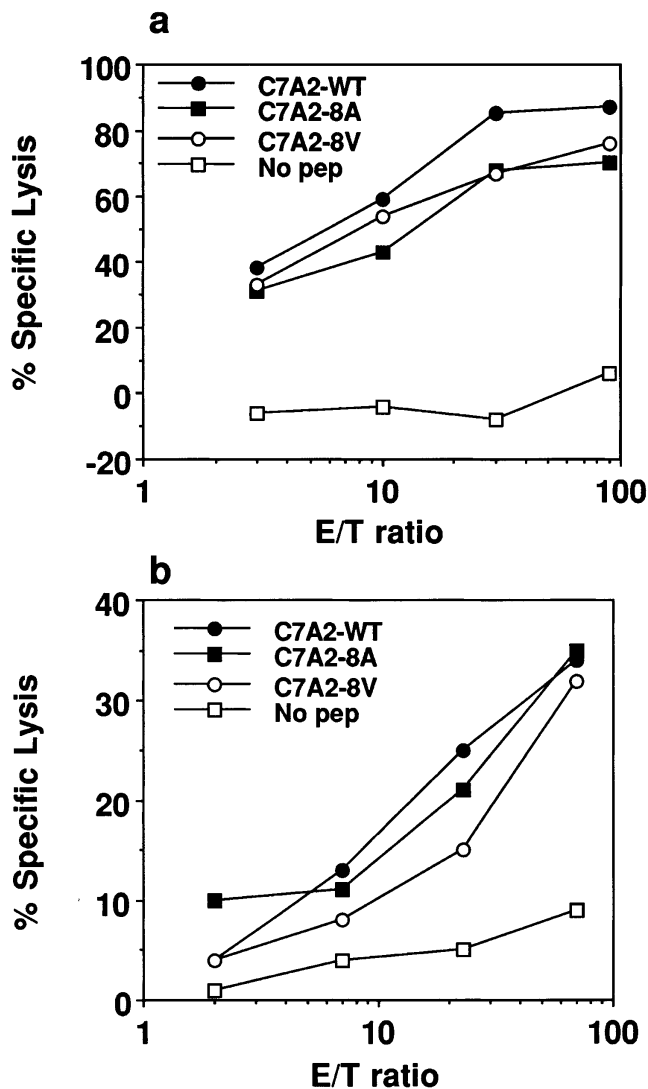 a
% Specific Lysis
100
80
60
40
20
0
-20
C7A2-WT
C7A2-8A
C7A2-8V
No pep
1
10
100
E/T ratio
b
% Specific Lysis
40
30
20
10
0
C7A2-WT
C7A2-8A
C7A2-8V
No pep
1
10
100
E/T ratio